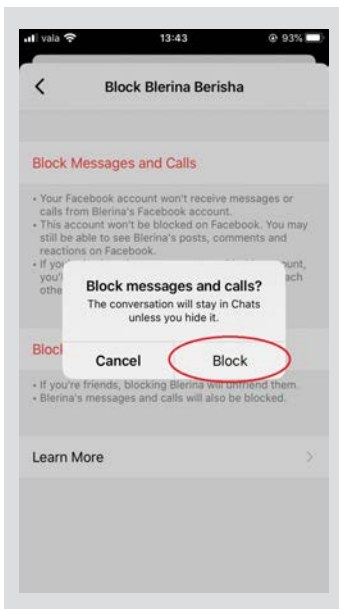 vala 13:43 93%
Block Blerina Berisha
Block Messages and Calls
• Your Facebook account won't receive messages or
calls from Blerina's Facebook account.
• This account won't be blocked on Facebook. You may
still be able to see Blerina's posts, comments and
reactions on Facebook.
• If you
you'll ach
othe
Block messages and calls?
The conversation will stay in Chats
unless you hide it.
Cancel Block
• If you're friends, blocking Blerina will unfriend them.
• Blerina's messages and calls will also be blocked.
Learn More